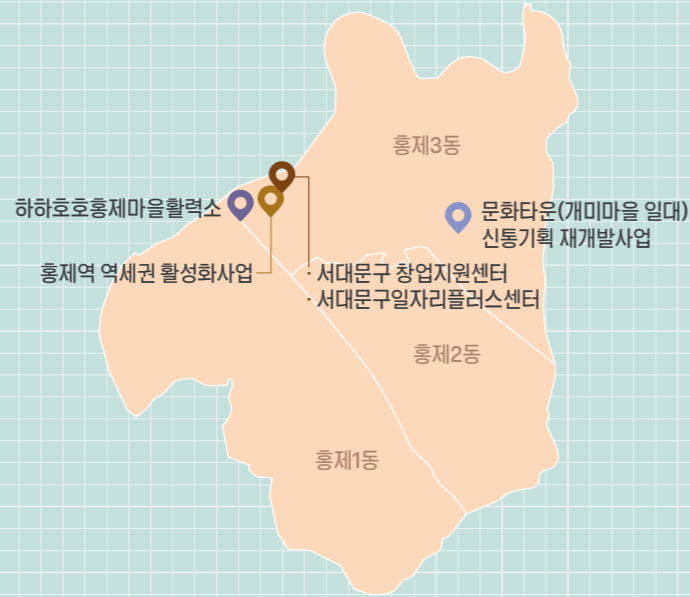 홍제3동
하하호호홍제마을활력소
문화타운(개미마을 일대)
신통기획 재개발사업
홍제역 역세권 활성화사업
· 서대문구 창업지원센터
· 서대문구일자리플러스센터
홍제2동
홍제1동